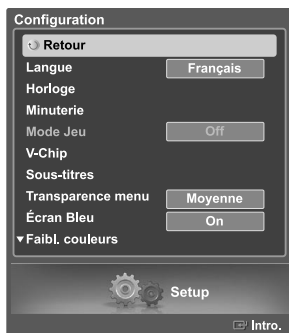 Configuration
Retour
Langue Français
Horloge
Minuterie
Mode Jeu Off
V-Chip
Sous-titres
Transparence menu Moyenne
Écran Bleu On
▼Faibl. couleurs
Setup
Intro.